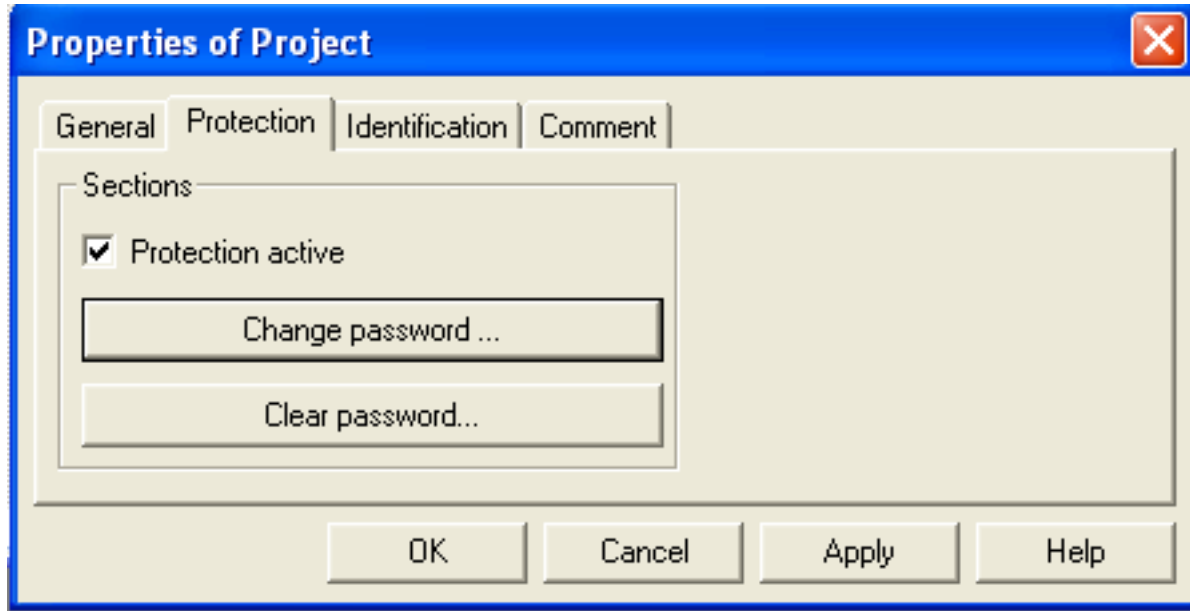 Properties of Project
General Protection Identification Comment
Sections
Protection active
Change password ...
Clear password...
OK Cancel Apply Help